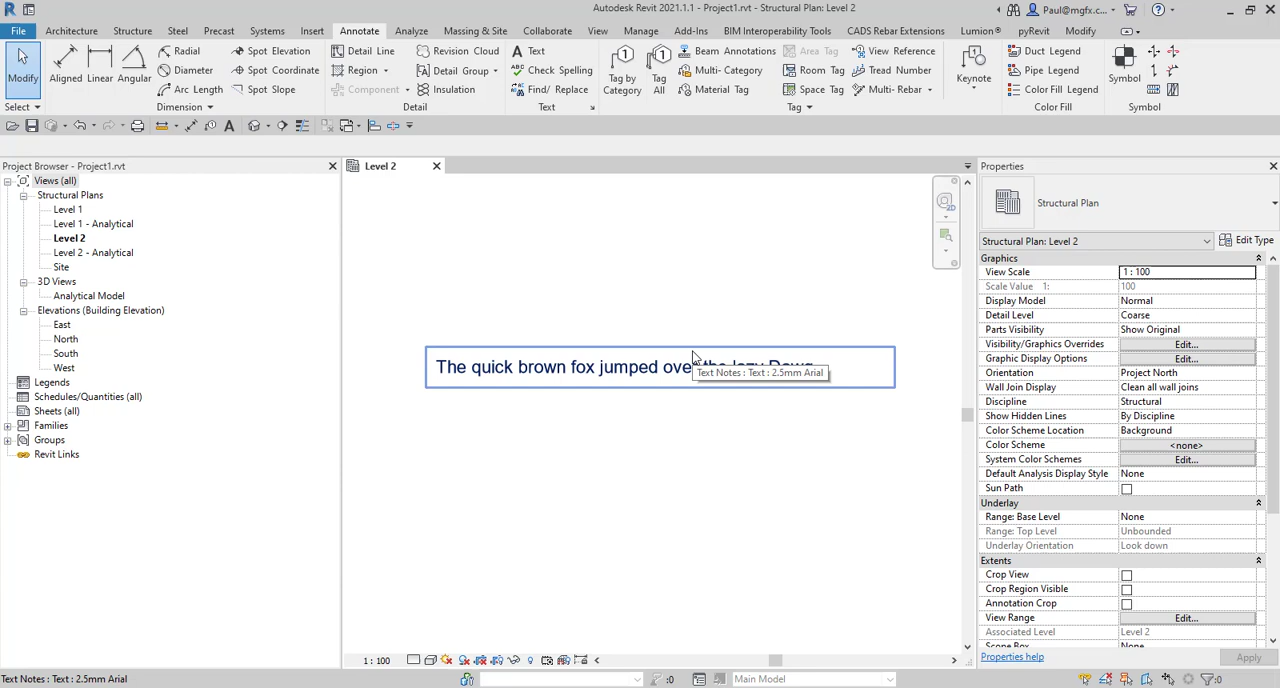 Autodesk Revit 2021.1.1 - Project1.rvt - Structural Plan: Level 2
Paul@mgfx.c...
File Architecture Structure Steel Precast Systems Insert Annotate Analyze Massing & Site Collaborate View Manage Add-Ins BIM Interoperability Tools CADS Rebar Extensions Lumion® pyRevit Modify
Modify
Aligned Linear Angular
Radial
Diameter
Arc Length
Spot Elevation
Spot Coordinate
Spot Slope
Detail Line
Region
Component
Revision Cloud
Detail Group
Insulation
Text
Check Spelling
Find/ Replace
Tag by
Category
Tag
All
Beam Annotations
Multi- Category
Material Tag
Area Tag
Room Tag
Space Tag
View Reference
Tread Number
Multi- Rebar
Keynote
Duct Legend
Pipe Legend
Color Fill Legend
Symbol
Select Dimension Detail Text Tag Color Fill Symbol
Project Browser - Project1.rvt
Views (all)
Structural Plans
Level 1
Level 1 - Analytical
Level 2
Level 2 - Analytical
Site
3D Views
Analytical Model
Elevations (Building Elevation)
East
North
South
West
Legends
Schedules/Quantities (all)
Sheets (all)
Families
Groups
Revit Links
Level 2
2D
The quick brown fox jumped over the lazy Dawg
Text Notes : Text : 2.5mm Arial
Properties
Structural Plan
Structural Plan: Level 2 Edit Type
Graphics
View Scale 1 : 100
Scale Value 1: 100
Display Model Normal
Detail Level Coarse
Parts Visibility Show Original
Visibility/Graphics Overrides Edit...
Graphic Display Options Edit...
Orientation Project North
Wall Join Display Clean all wall joins
Discipline Structural
Show Hidden Lines By Discipline
Color Scheme Location Background
Color Scheme <none>
System Color Schemes Edit...
Default Analysis Display Style None
Sun Path
Underlay
Range: Base Level None
Range: Top Level Unbounded
Underlay Orientation Look down
Extents
Crop View
Crop Region Visible
Annotation Crop
View Range Edit...
Associated Level Level 2
Scope Box None
Properties help Apply
1 : 100
Text Notes : Text : 2.5mm Arial
:0
Main Model
:0